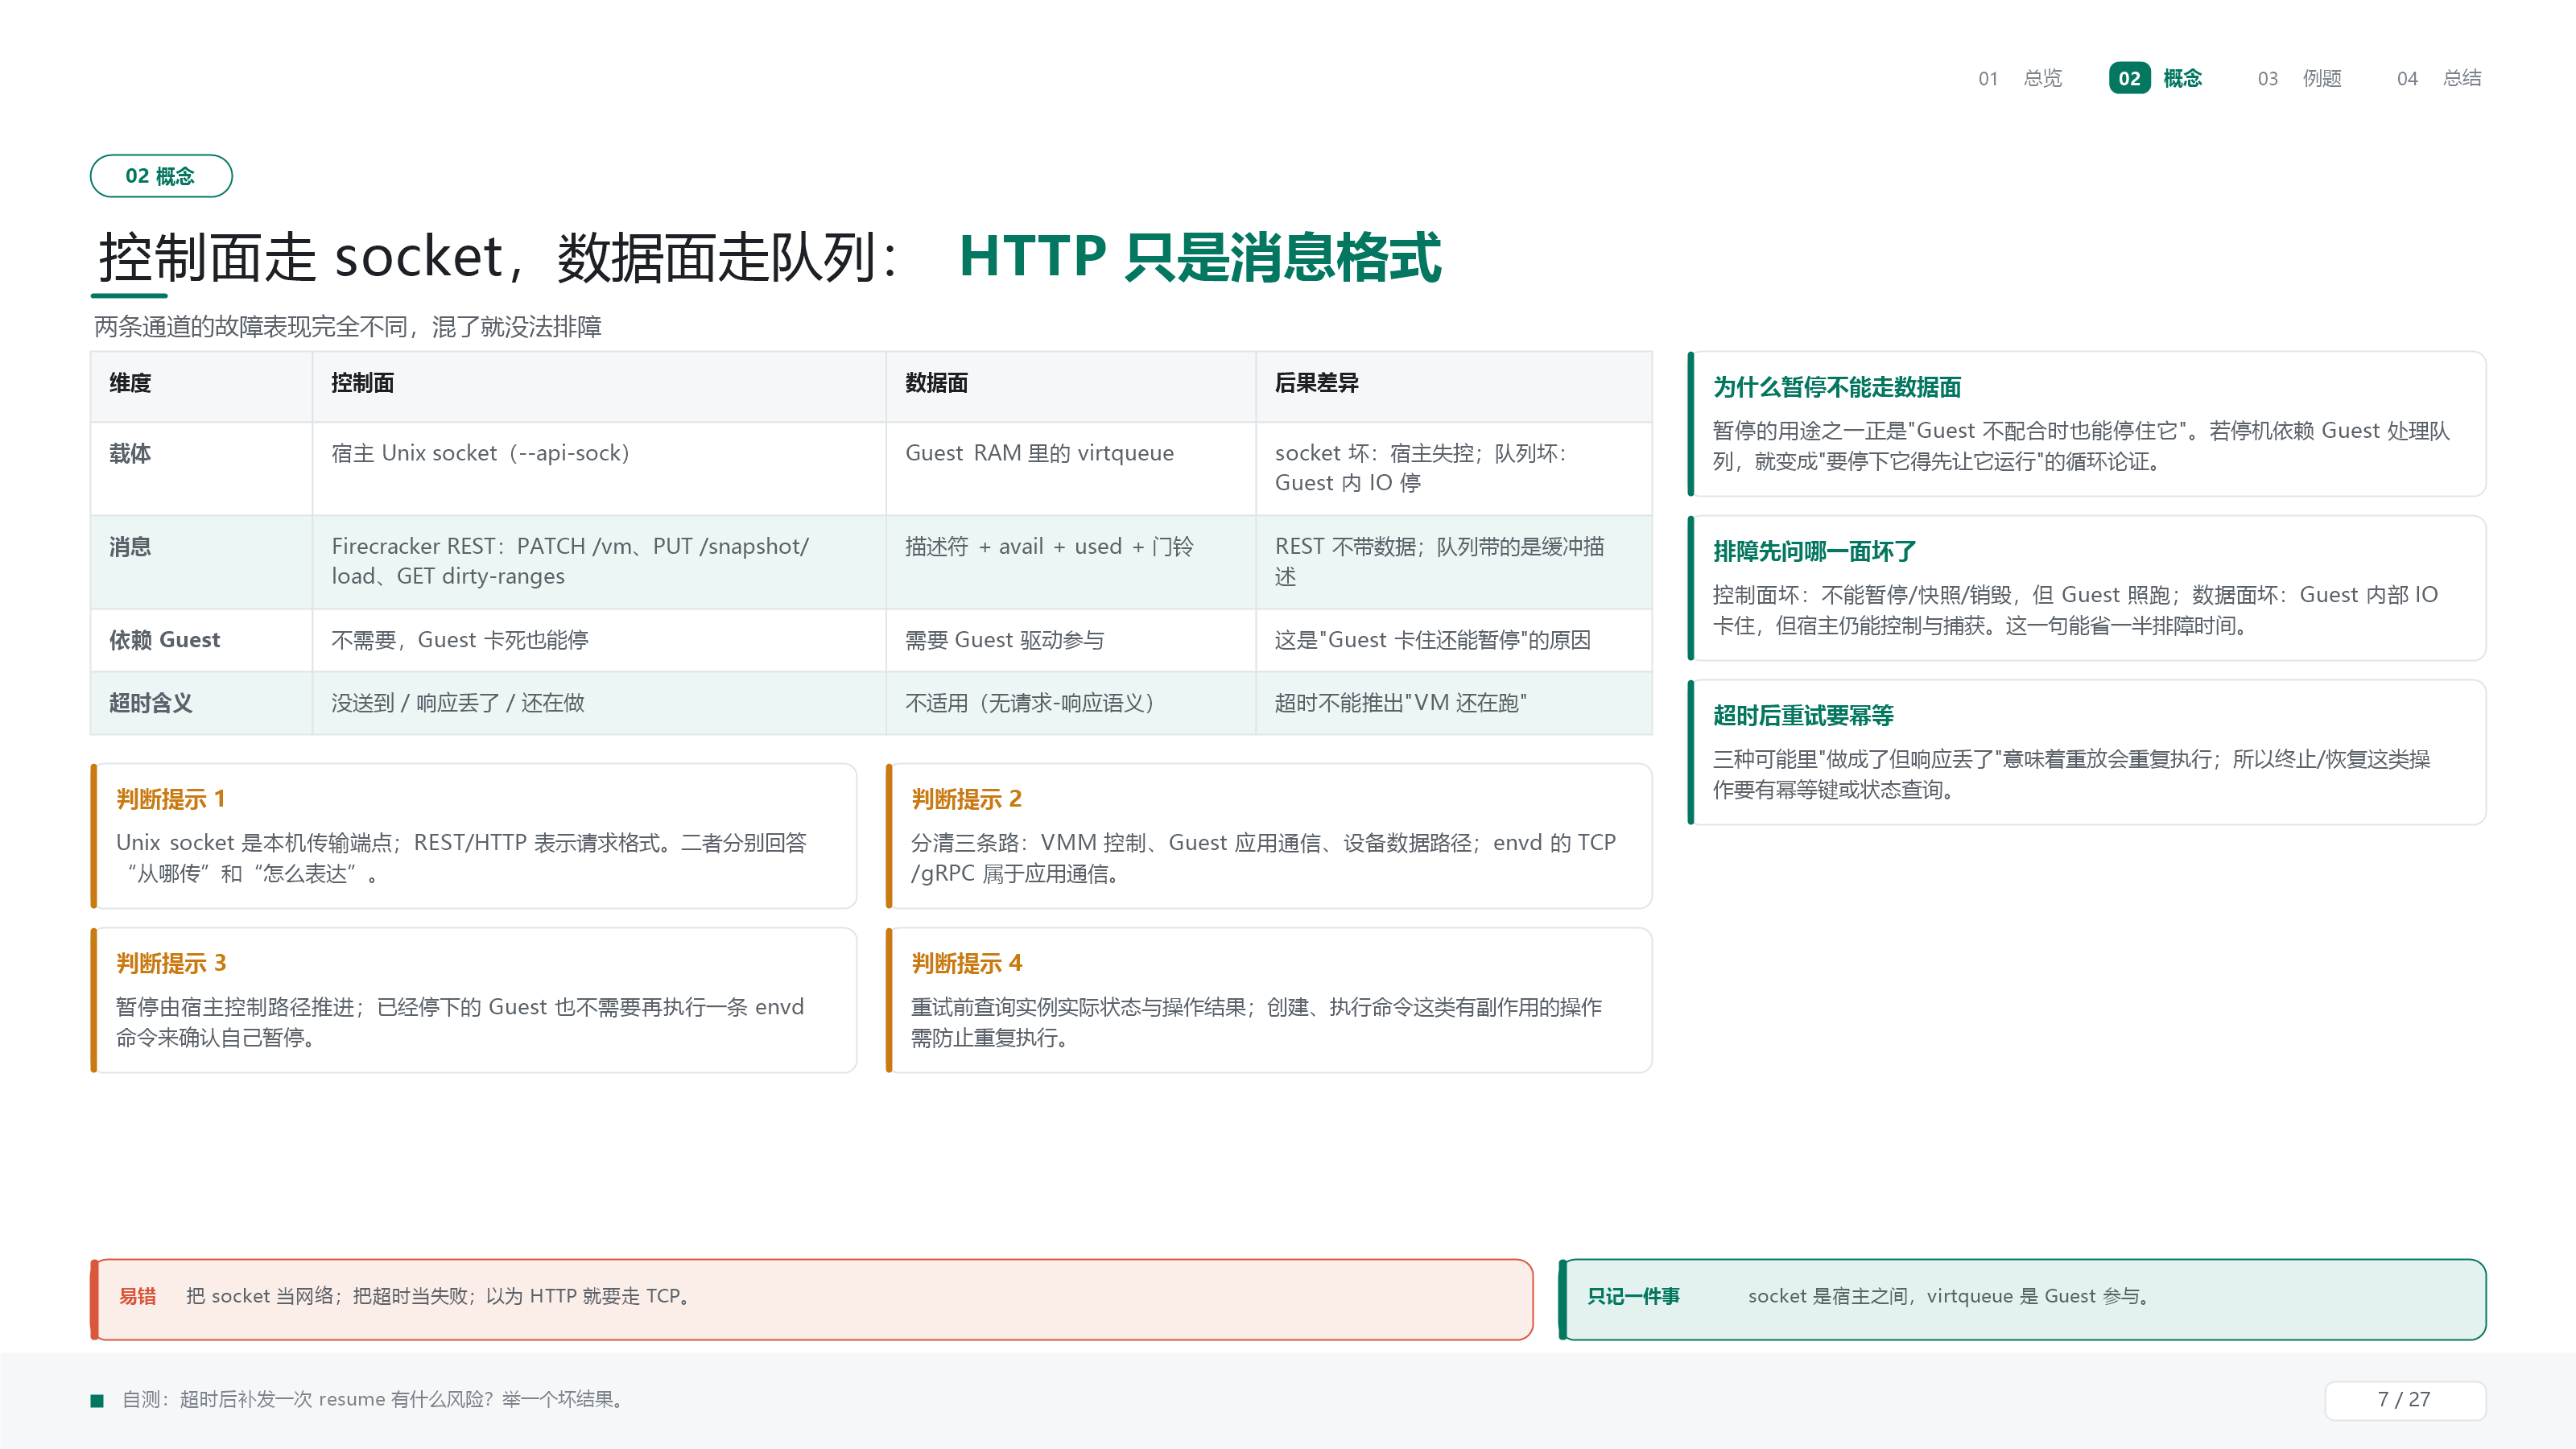 01 总览 02 概念 03 例题 04 总结
02 概念
控制面走 socket，数据面走队列： HTTP 只是消息格式
两条通道的故障表现完全不同，混了就没法排障
维度 控制面 数据面 后果差异
载体 宿主 Unix socket（--api-sock） Guest RAM 里的 virtqueue socket 坏：宿主失控；队列坏：
Guest 内 IO 停
消息 Firecracker REST：PATCH /vm、PUT /snapshot/ 描述符 + avail + used + 门铃 REST 不带数据；队列带的是缓冲描
load、GET dirty-ranges 述
依赖 Guest 不需要，Guest 卡死也能停 需要 Guest 驱动参与 这是"Guest 卡住还能暂停"的原因
超时含义 没送到 / 响应丢了 / 还在做 不适用（无请求-响应语义） 超时不能推出"VM 还在跑"
为什么暂停不能走数据面
暂停的用途之一正是"Guest 不配合时也能停住它"。若停机依赖 Guest 处理队
列，就变成"要停下它得先让它运行"的循环论证。
排障先问哪一面坏了
控制面坏：不能暂停/快照/销毁，但 Guest 照跑；数据面坏：Guest 内部 IO
卡住，但宿主仍能控制与捕获。这一句能省一半排障时间。
超时后重试要幂等
三种可能里"做成了但响应丢了"意味着重放会重复执行；所以终止/恢复这类操
作要有幂等键或状态查询。
判断提示 1
Unix socket 是本机传输端点；REST/HTTP 表示请求格式。二者分别回答
“从哪传”和“怎么表达”。
判断提示 2
分清三条路：VMM 控制、Guest 应用通信、设备数据路径；envd 的 TCP
/gRPC 属于应用通信。
判断提示 3
暂停由宿主控制路径推进；已经停下的 Guest 也不需要再执行一条 envd
命令来确认自己暂停。
判断提示 4
重试前查询实例实际状态与操作结果；创建、执行命令这类有副作用的操作
需防止重复执行。
易错 把 socket 当网络；把超时当失败；以为 HTTP 就要走 TCP。
只记一件事 socket 是宿主之间，virtqueue 是 Guest 参与。
自测：超时后补发一次 resume 有什么风险？举一个坏结果。
7 / 27